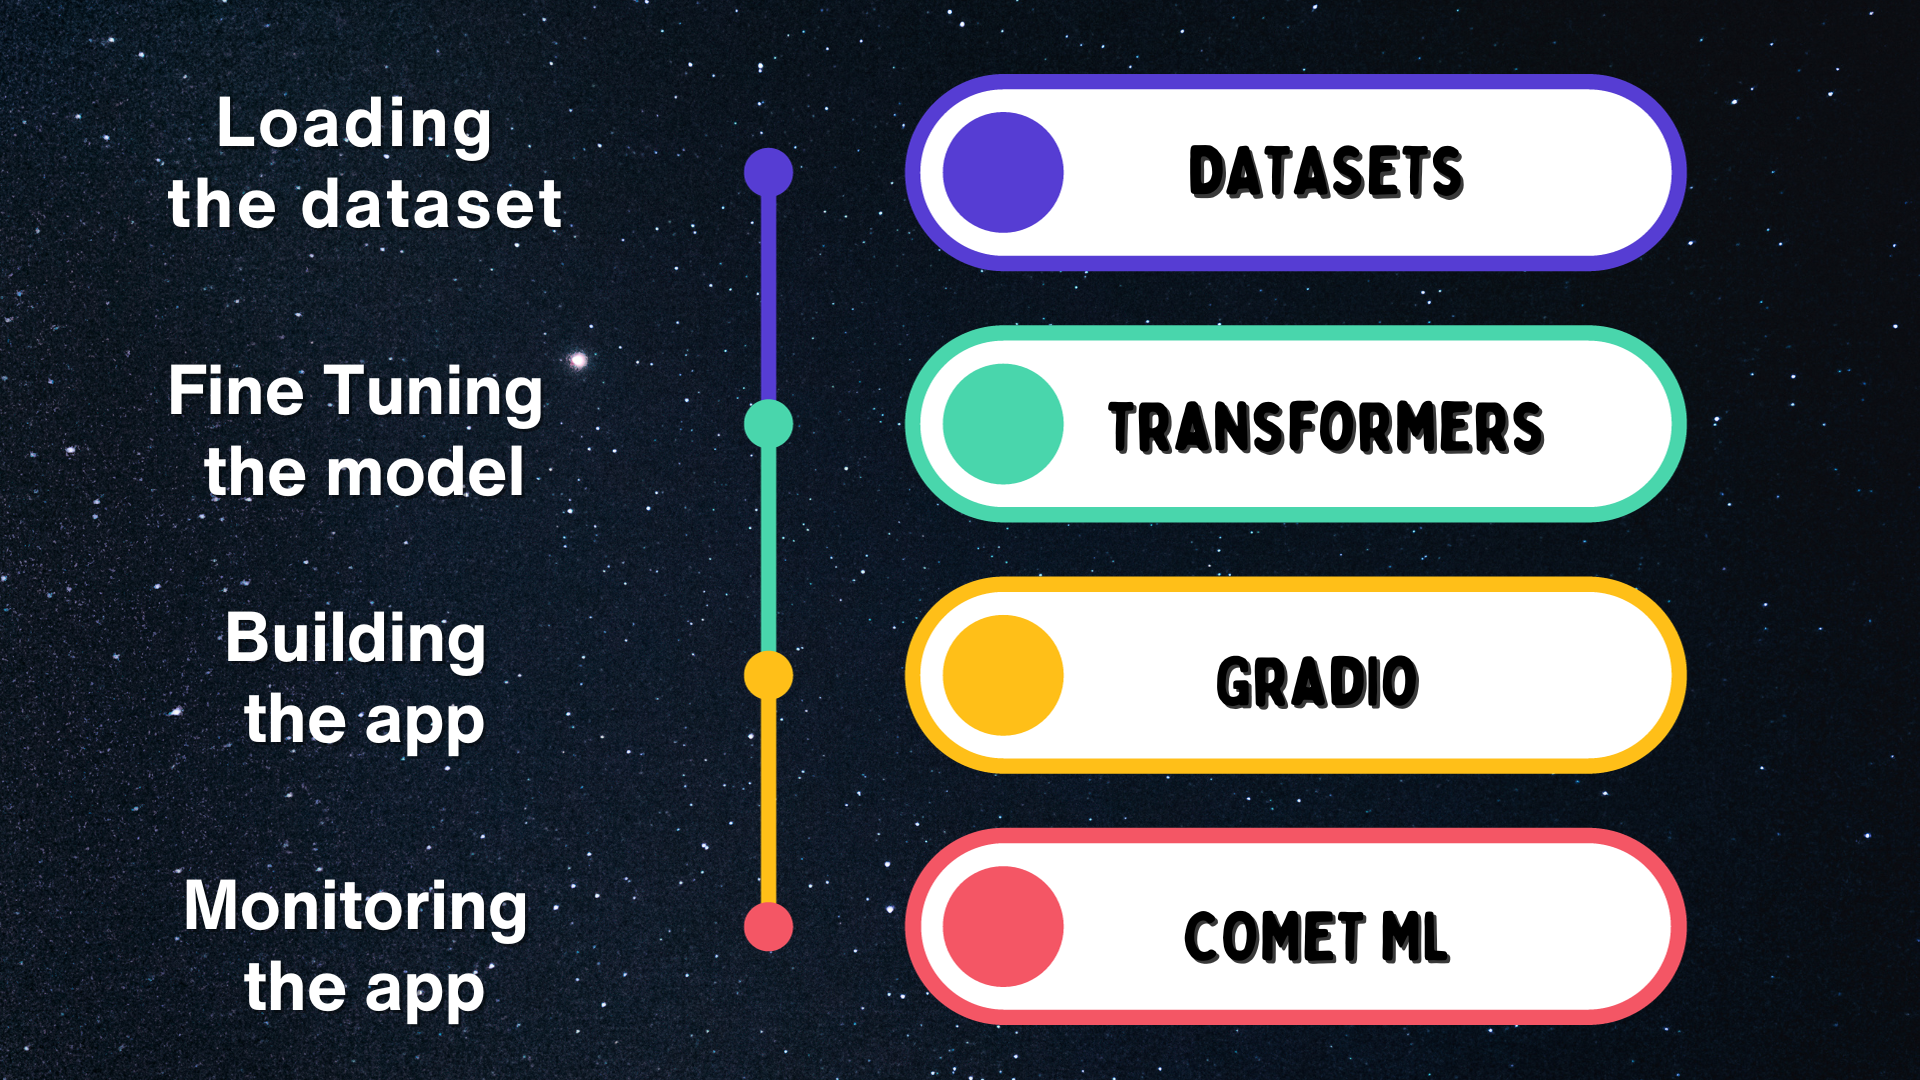 Loading
the dataset
DATASETS
Fine Tuning
the model
TRANSFORMERS
Building
the app
GRADIO
Monitoring
the app
COMET ML